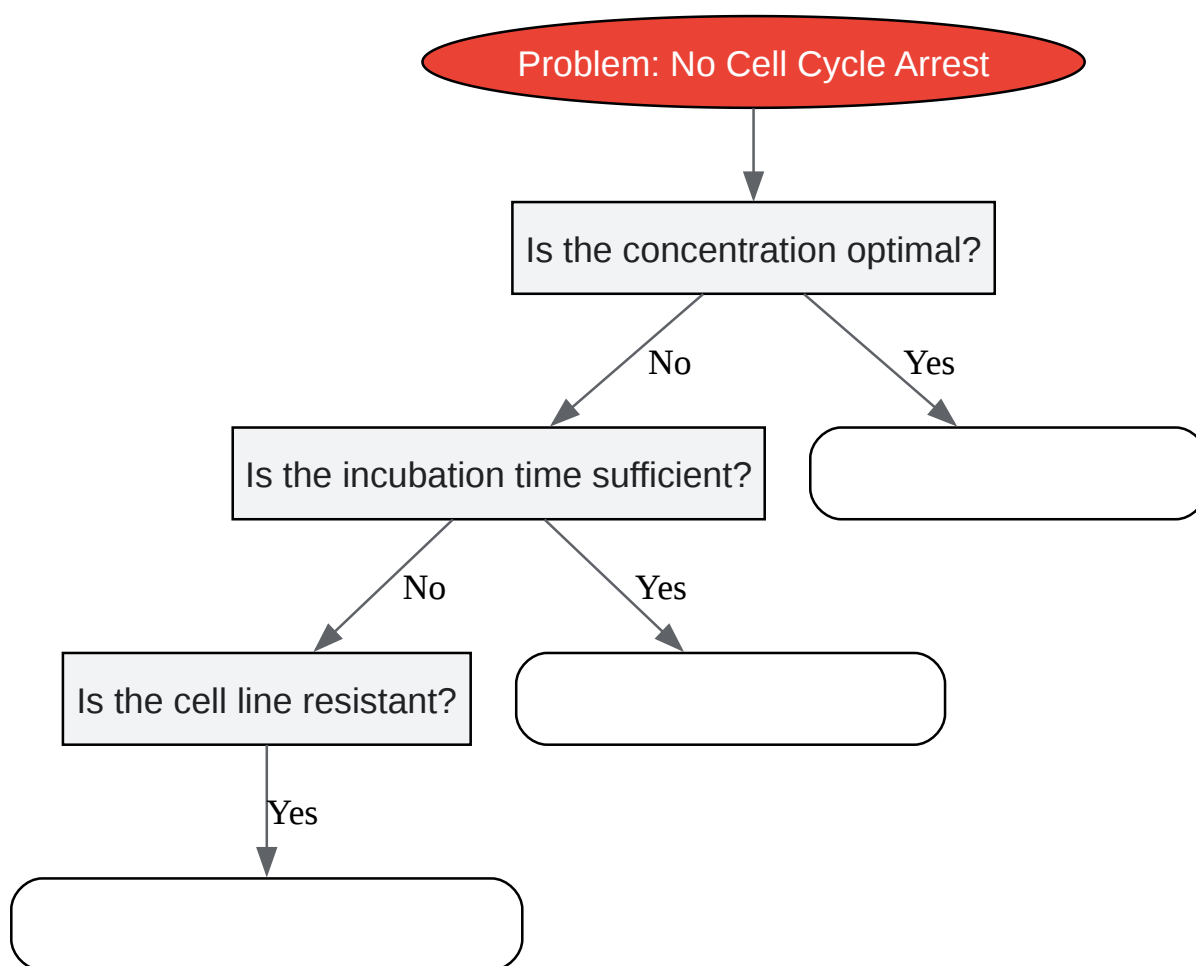 Problem: No Cell Cycle Arrest
Is the concentration optimal?
No
Yes
Is the incubation time sufficient?
No
Yes
Is the cell line resistant?
Yes